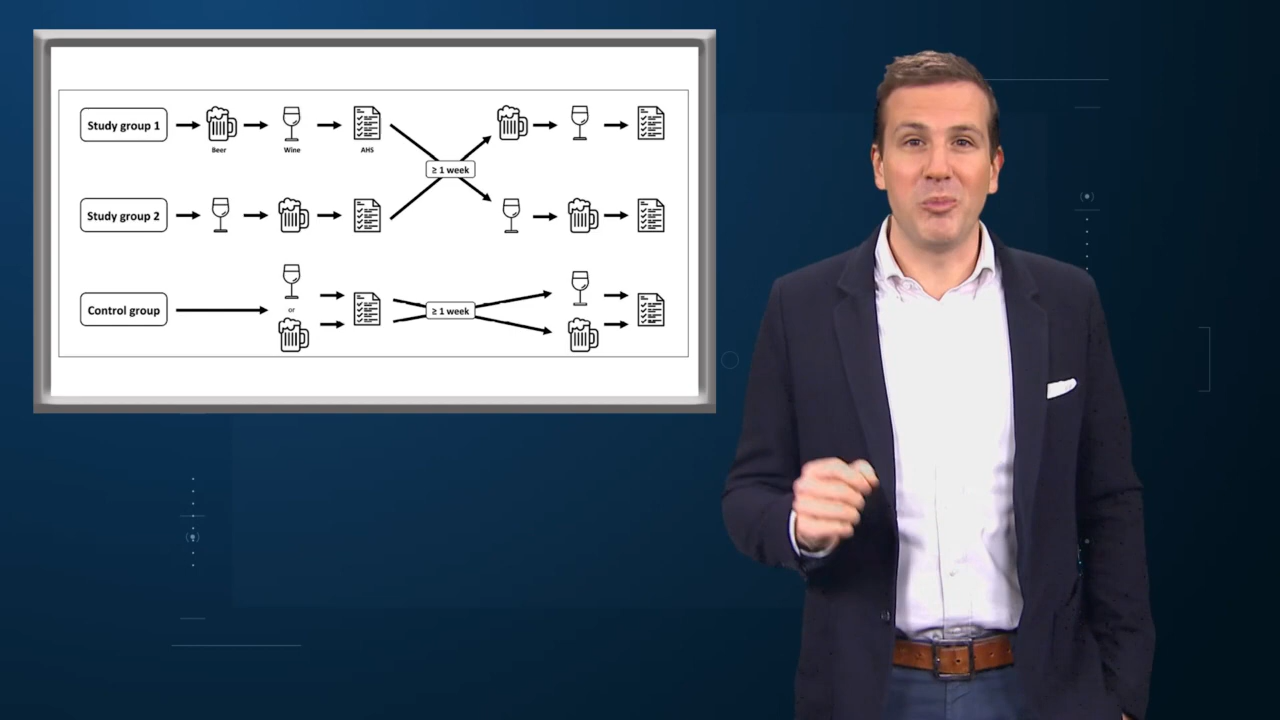 Study group 1
Beer
Wine
AHS
≥ 1 week
Study group 2
Control group
or
≥ 1 week